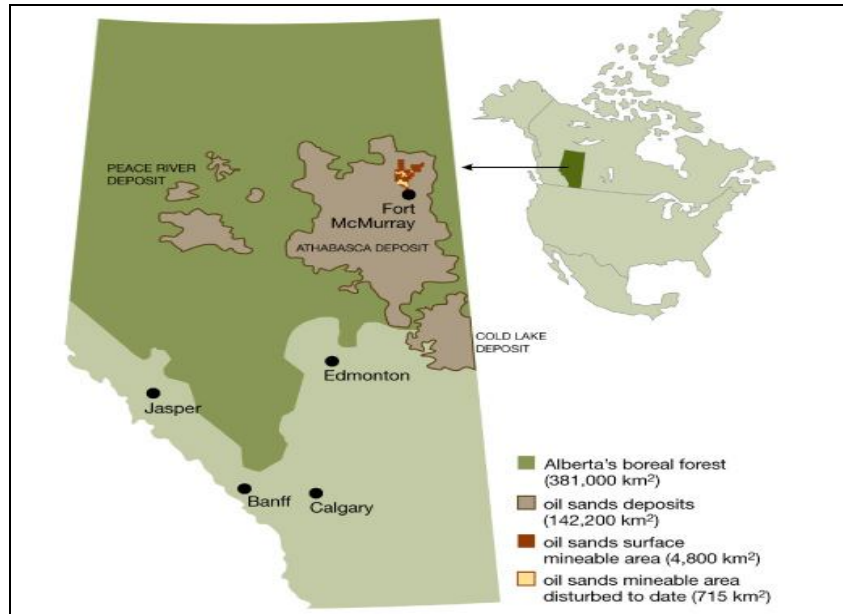 PEACE RIVER
DEPOSIT
Fort
McMurray
ATHABASCA DEPOSIT
COLD LAKE
DEPOSIT
Edmonton
Jasper
Banff
Calgary
Alberta's boreal forest
(381,000 km²)
oil sands deposits
(142,200 km²)
oil sands surface
mineable area (4,800 km²)
oil sands mineable area
disturbed to date (715 km²)